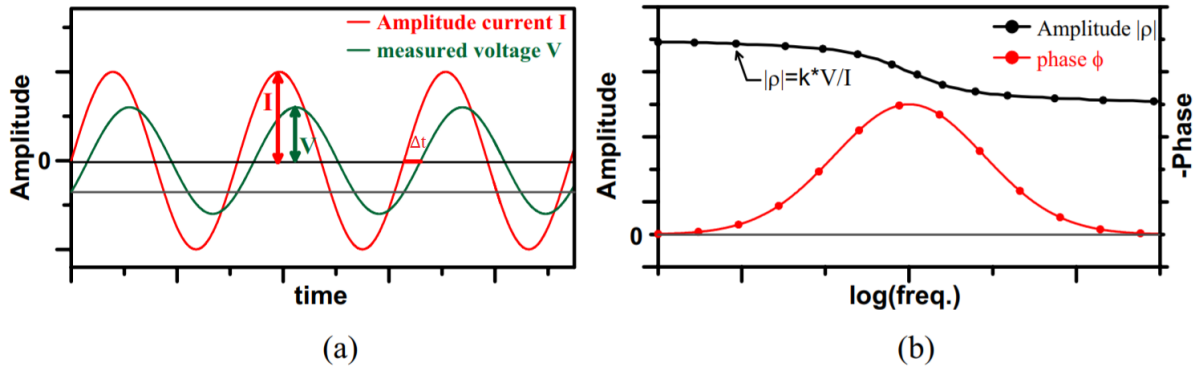 Amplitude current I
measured voltage V
Amplitude
0
I
V
Δt
time
(a)
Amplitude |ρ|
phase ϕ
|ρ|=k*V/I
Amplitude
0
-Phase
log(freq.)
(b)